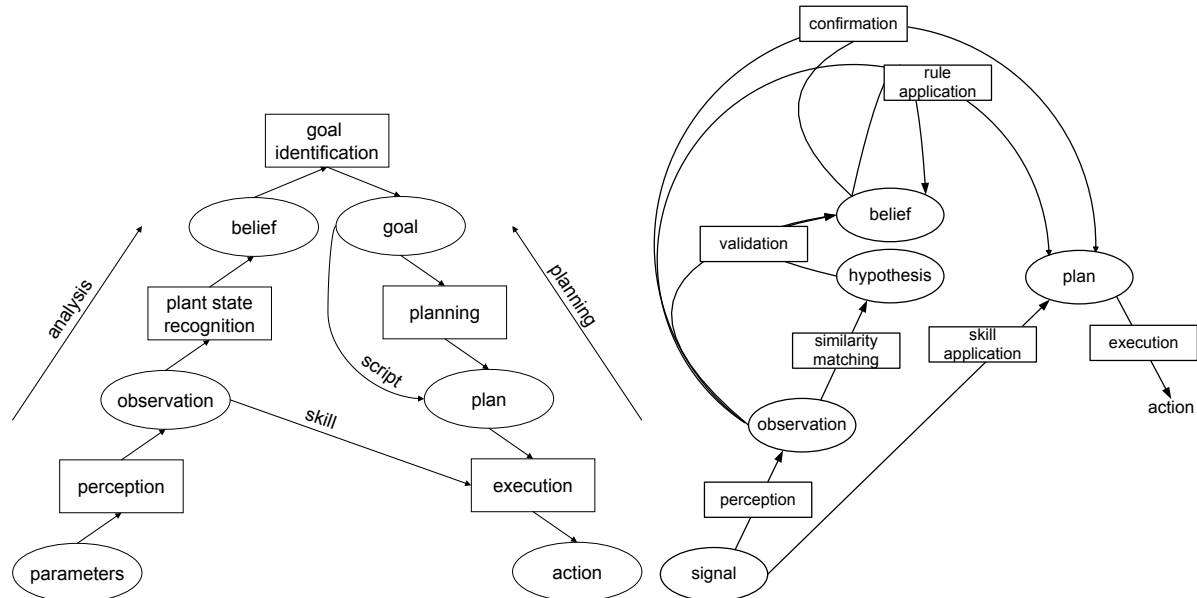 goal
identification
belief
goal
analysis
planning
plant state
recognition
planning
script
observation
plan
skill
perception
execution
parameters
action
confirmation
rule
application
belief
validation
hypothesis
plan
similarity
matching
skill
application
execution
action
observation
perception
signal